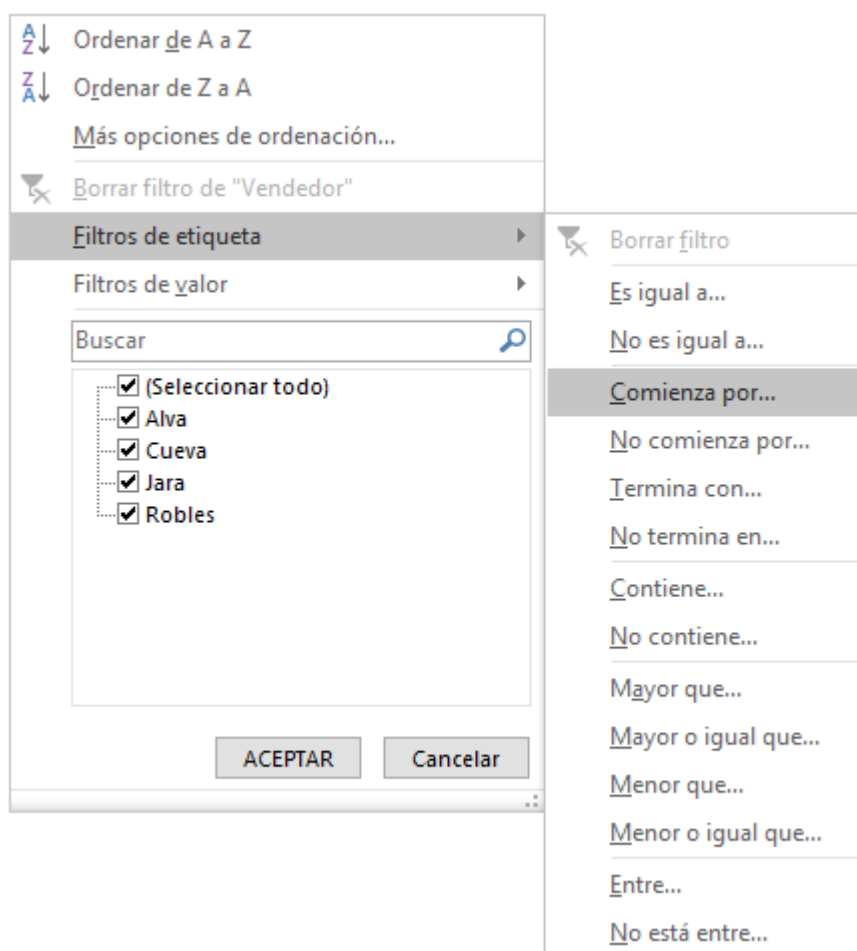 Ordenar de A a Z
Ordenar de Z a A
Más opciones de ordenación...
Borrar filtro de "Vendedor"
Filtros de etiqueta
Filtros de valor
Buscar
(Seleccionar todo)
Alva
Cueva
Jara
Robles
ACEPTAR Cancelar
Borrar filtro
Es igual a...
No es igual a...
Comienza por...
No comienza por...
Termina con...
No termina en...
Contiene...
No contiene...
Mayor que...
Mayor o igual que...
Menor que...
Menor o igual que...
Entre...
No está entre...